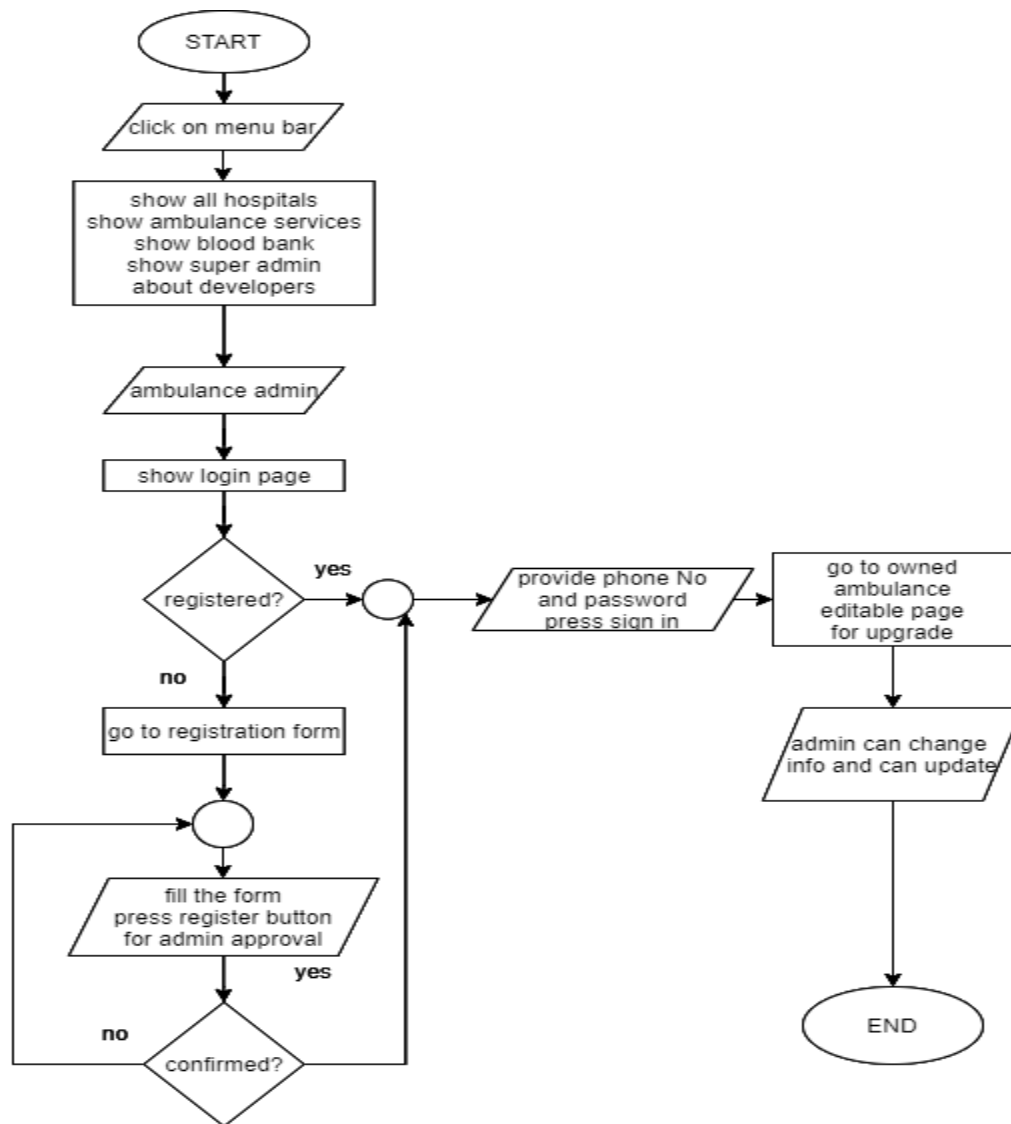 START
click on menu bar
show all hospitals
show ambulance services
show blood bank
show super admin
about developers
ambulance admin
show login page
registered?
yes
no
provide phone No
and password
press sign in
go to owned
ambulance
editable page
for upgrade
admin can change
info and can update
END
go to registration form
fill the form
press register button
for admin approval
yes
no
confirmed?